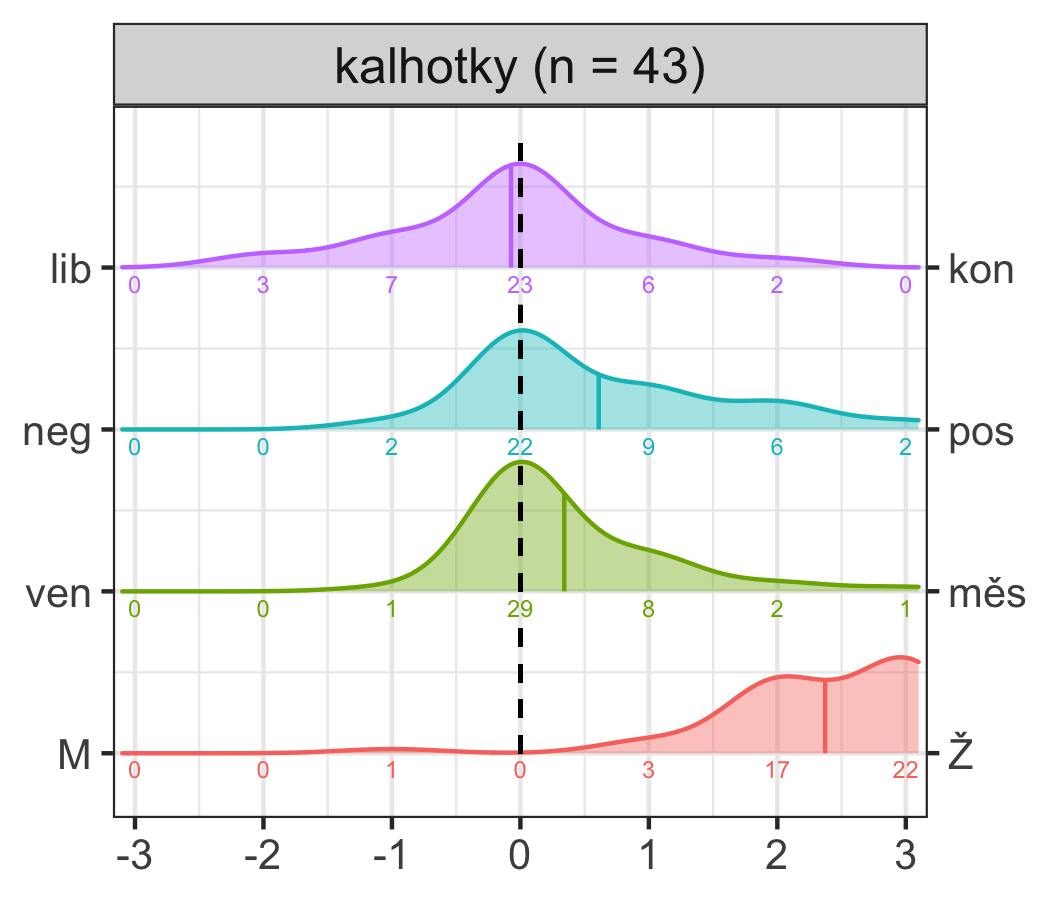 kalhotky (n = 43)
lib kon
0 3 7 23 6 2 0
neg pos
0 0 2 22 9 6 2
ven měs
0 0 1 29 8 2 1
M Ž
0 0 1 0 3 17 22
-3 -2 -1 0 1 2 3